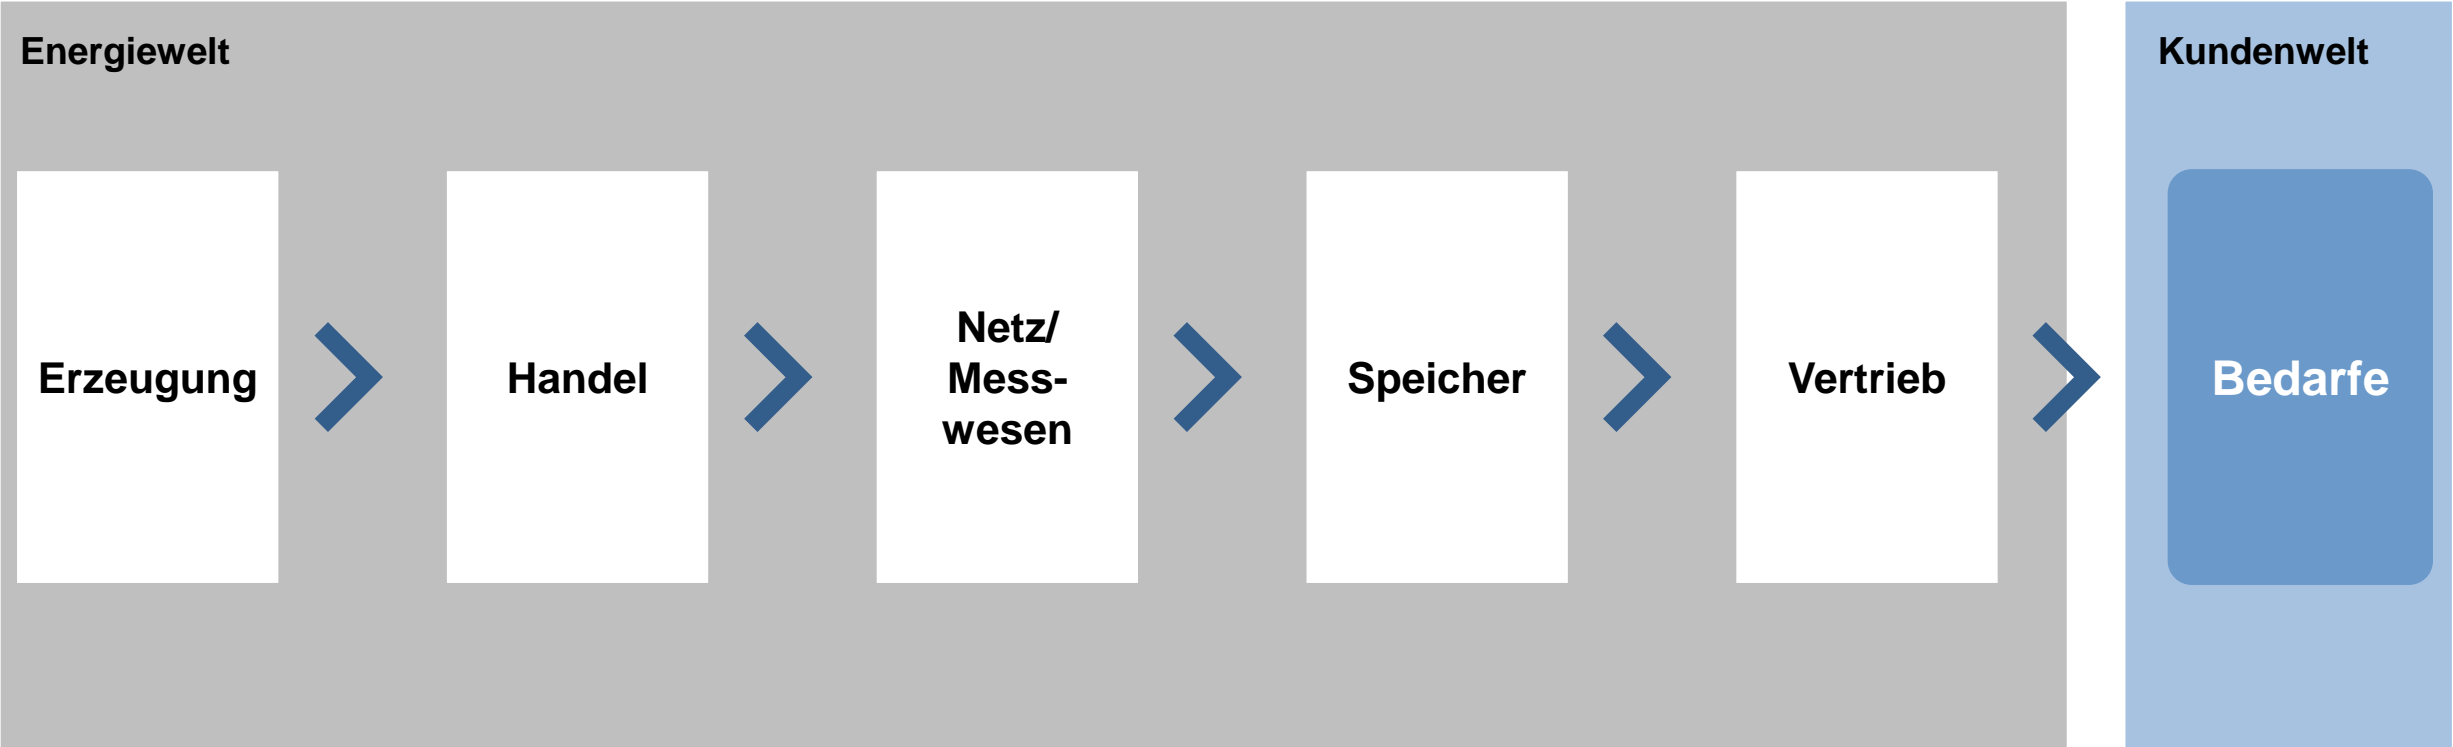 Energiewelt
Kundenwelt
Erzeugung
Handel
Netz/
Mess-
wesen
Speicher
Vertrieb
Bedarfe